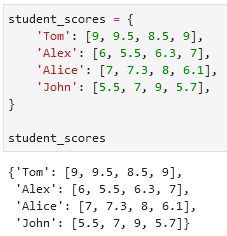 student_scores = {
    'Tom': [9, 9.5, 8.5, 9],
    'Alex': [6, 5.5, 6.3, 7],
    'Alice': [7, 7.3, 8, 6.1],
    'John': [5.5, 7, 9, 5.7],
}

student_scores
{'Tom': [9, 9.5, 8.5, 9],
 'Alex': [6, 5.5, 6.3, 7],
 'Alice': [7, 7.3, 8, 6.1],
 'John': [5.5, 7, 9, 5.7]}